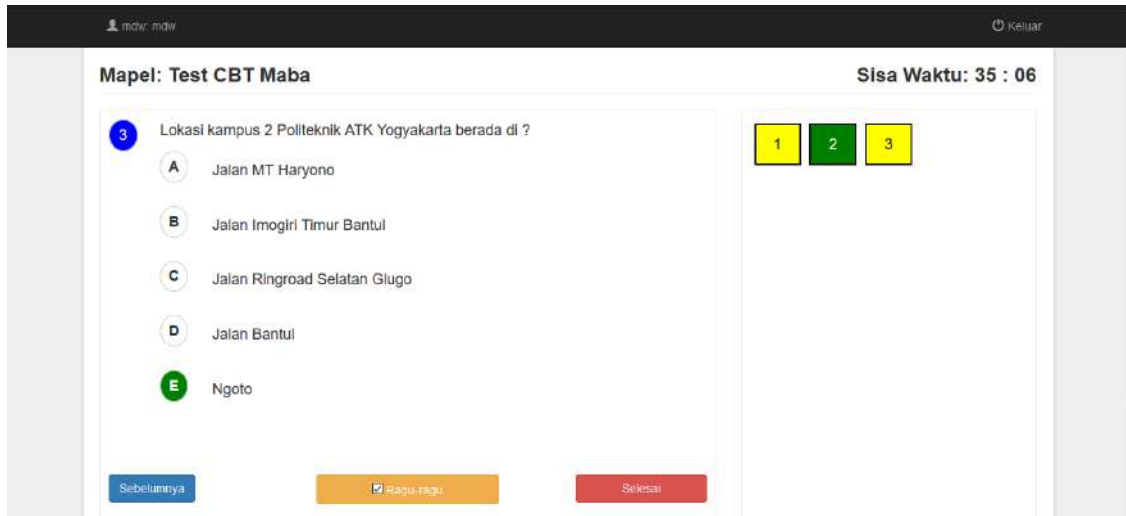 mdw: mdw
Keluar
Mapel: Test CBT Maba
Sisa Waktu: 35 : 06
3
Lokasi kampus 2 Politeknik ATK Yogyakarta berada di ?
A
Jalan MT Haryono
B
Jalan Imogiri Timur Bantul
C
Jalan Ringroad Selatan Glugo
D
Jalan Bantul
E
Ngoto
1
2
3
Sebelumnya
Ragu-ragu
Selesai